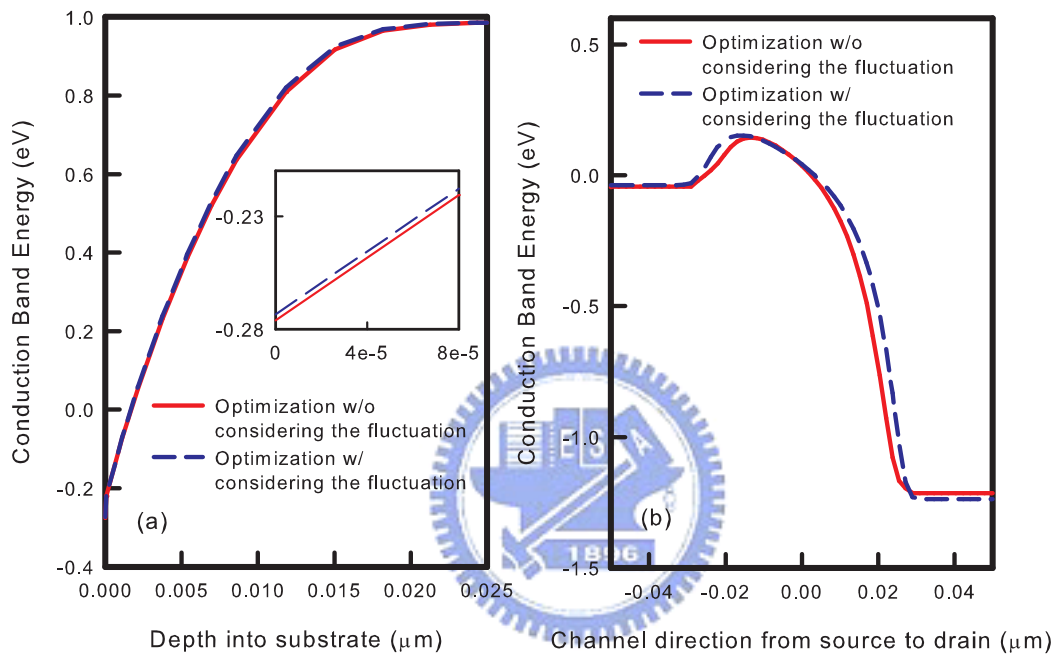 Conduction Band Energy (eV)
1.0
0.8
0.6
0.4
0.2
0.0
-0.2
-0.4
0.000
0.005
0.010
0.015
0.020
0.025
Depth into substrate (μm)
-0.23
-0.28
0
4e-5
8e-5
Optimization w/o
considering the fluctuation
Optimization w/
considering the fluctuation
(a)
Conduction Band Energy (eV)
0.5
0.0
-0.5
-1.0
-1.5
-0.04
-0.02
0.00
0.02
0.04
Channel direction from source to drain (μm)
Optimization w/o
considering the fluctuation
Optimization w/
considering the fluctuation
(b)
E S A
1896